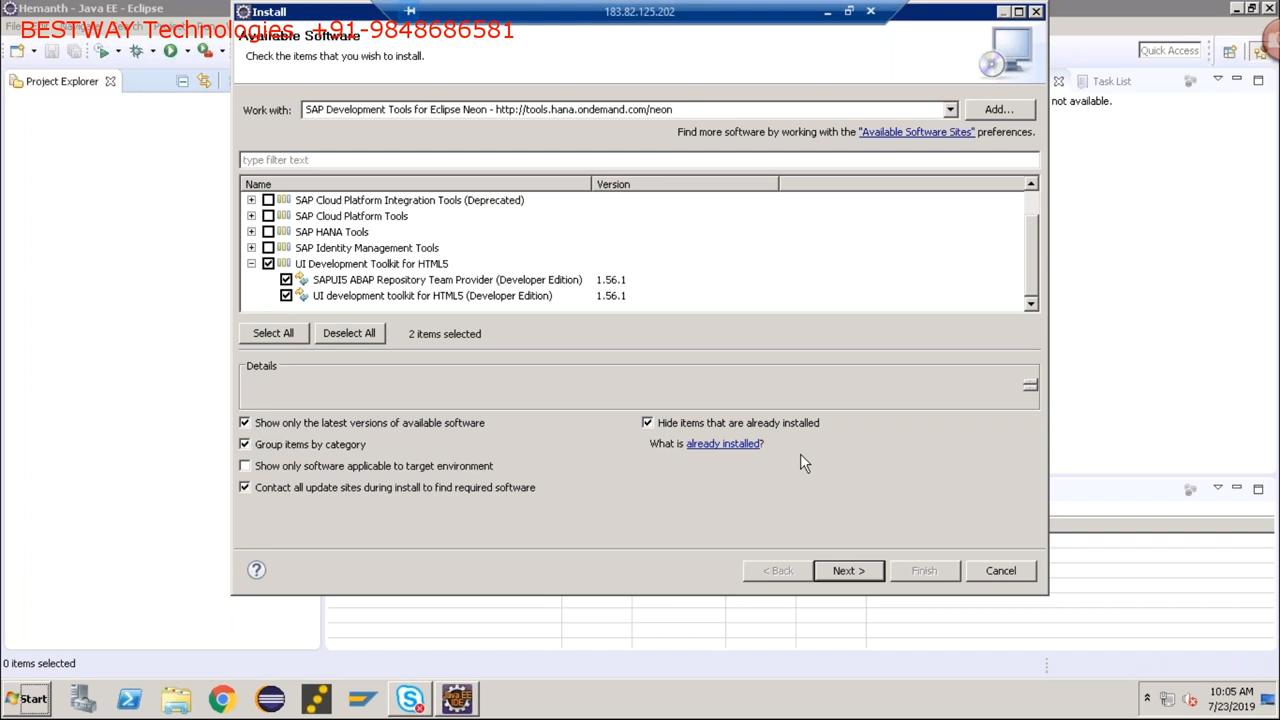 Hemanth - Java EE - Eclipse
Install
183.82.125.202
BESTWAY Technologies +91-9848686581
Available Software
Check the items that you wish to install.
Quick Access
Project Explorer
Task List
not available.
Work with:
SAP Development Tools for Eclipse Neon - http://tools.hana.ondemand.com/neon
Add...
Find more software by working with the "Available Software Sites" preferences.
type filter text
Name
Version
SAP Cloud Platform Integration Tools (Deprecated)
SAP Cloud Platform Tools
SAP HANA Tools
SAP Identity Management Tools
UI Development Toolkit for HTML5
SAPUI5 ABAP Repository Team Provider (Developer Edition) 1.56.1
UI development toolkit for HTML5 (Developer Edition) 1.56.1
Select All
Deselect All
2 items selected
Details
Show only the latest versions of available software
Hide items that are already installed
Group items by category
What is already installed?
Show only software applicable to target environment
Contact all update sites during install to find required software
< Back
Next >
Finish
Cancel
0 items selected
Start
Java EE
IDE
10:05 AM
7/23/2019